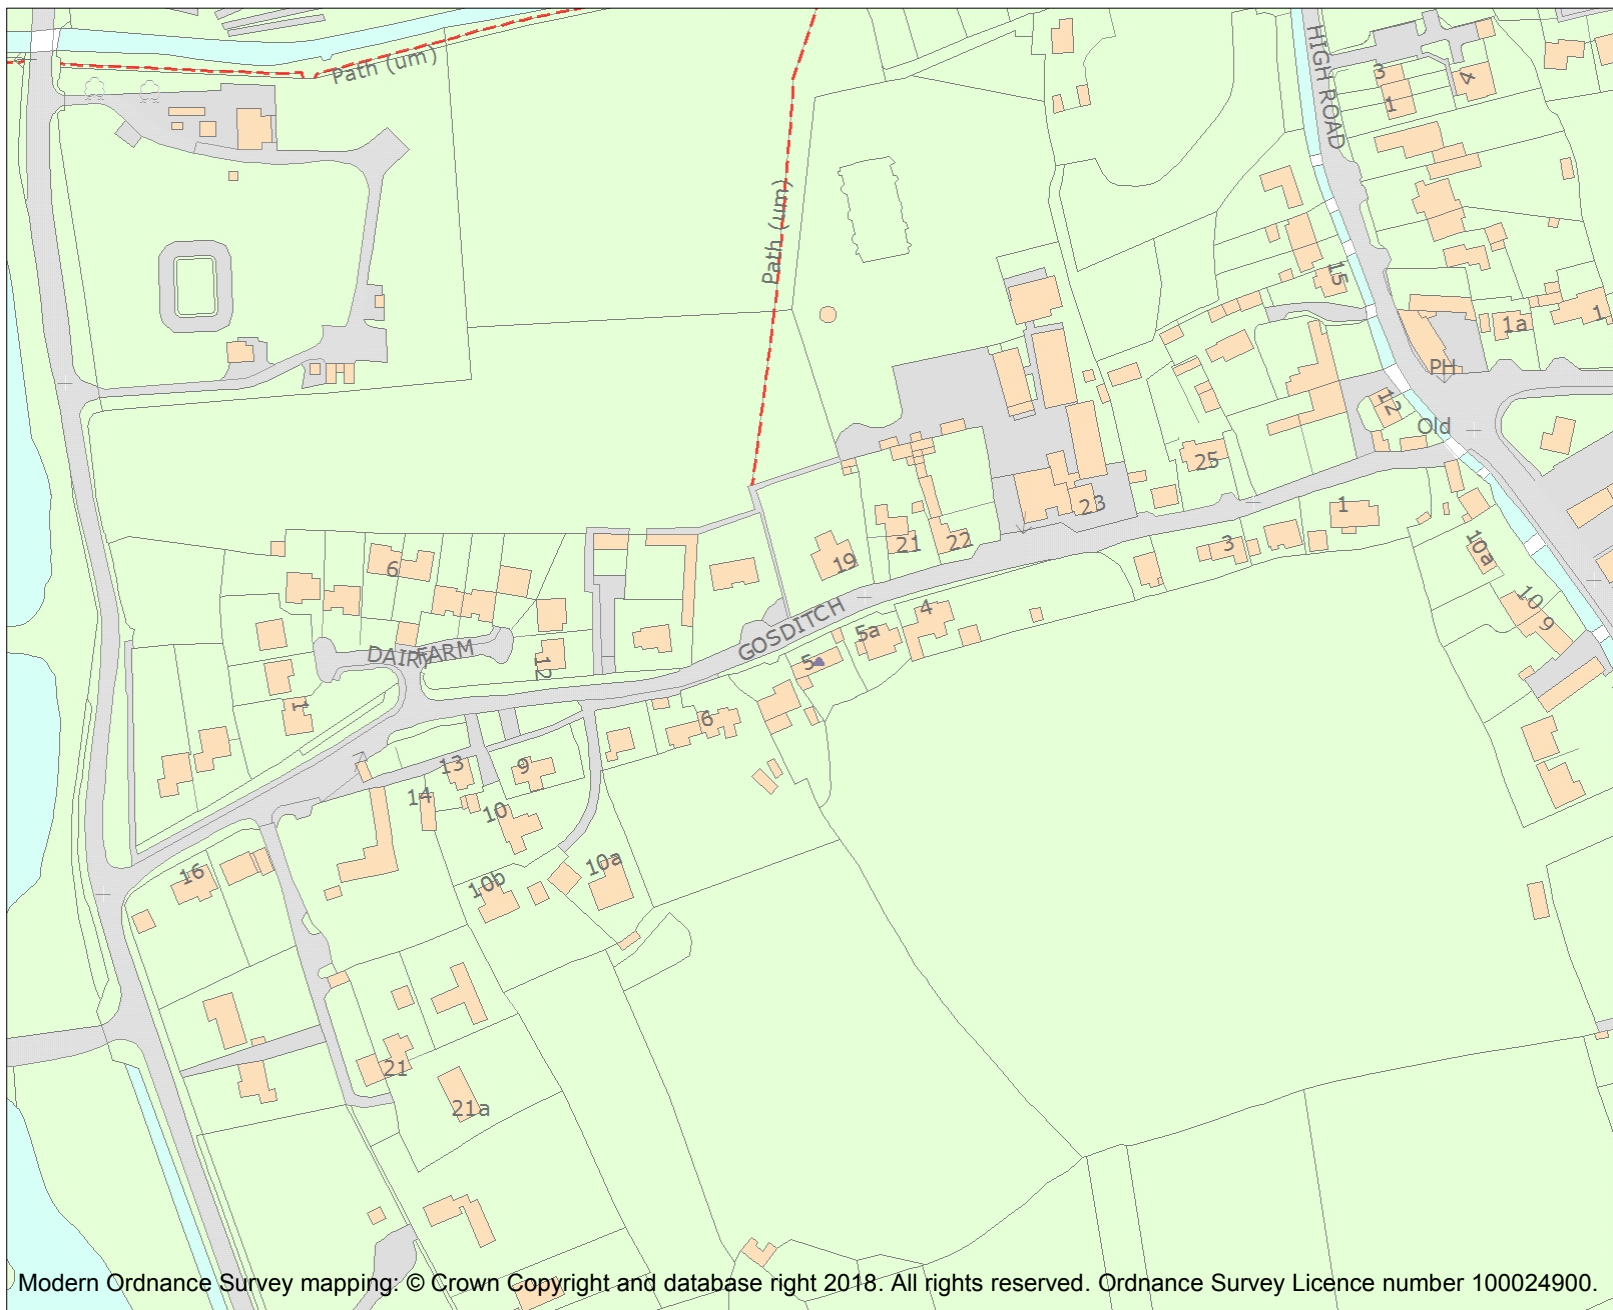 Path (um)
HIGH ROAD
3
1
4
Path (um)
15
1a
1
PH
12
Old
25
23
1
3
10a
10
9
19
21
22
6
GOSDITCH
4
5a
5
DAIRY
FARM
12
1
6
13
9
14
10
10b
10a
16
21
21a
Modern Ordnance Survey mapping: © Crown Copyright and database right 2018. All rights reserved. Ordnance Survey Licence number 100024900.